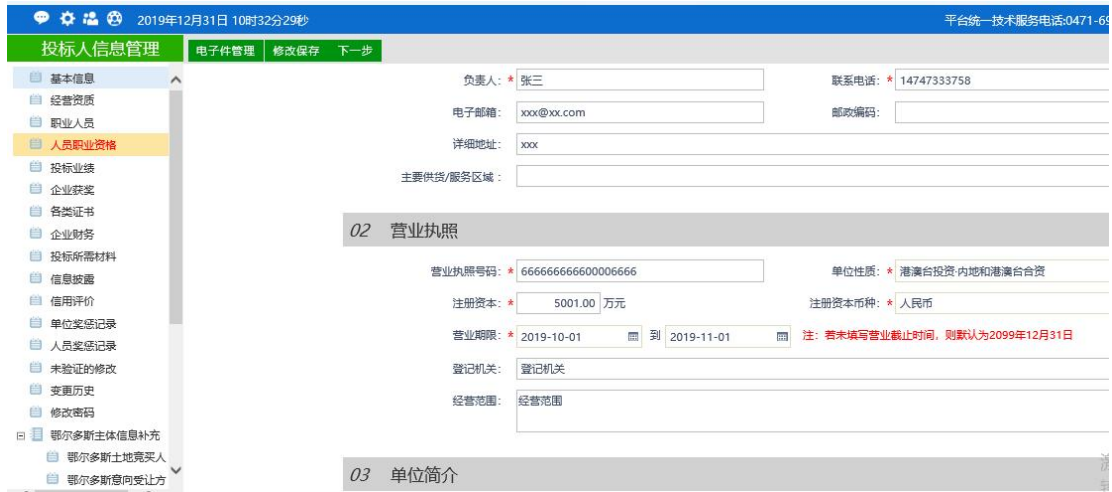 2019年12月31日 10时32分29秒 平台统一技术服务电话:0471-69
投标人信息管理 电子件管理 修改保存 下一步
基本信息
经营资质
职业人员
人员职业资格
投标业绩
企业获奖
各类证书
企业财务
投标所需材料
信息披露
信用评价
单位奖惩记录
人员奖惩记录
未验证的修改
变更历史
修改密码
鄂尔多斯主体信息补充
鄂尔多斯土地竞买人
鄂尔多斯意向受让方
负责人: * 张三 联系电话: * 14747333758
电子邮箱: xxx@xx.com 邮政编码:
详细地址: xxx
主要供货/服务区域:
02 营业执照
营业执照号码: * 666666666600006666 单位性质: * 港澳台投资·内地和港澳台合资
注册资本: * 5001.00 万元 注册资本币种: * 人民币
营业期限: * 2019-10-01 到 2019-11-01 注: 若未填写营业截止时间, 则默认为2099年12月31日
登记机关: 登记机关
经营范围: 经营范围
03 单位简介